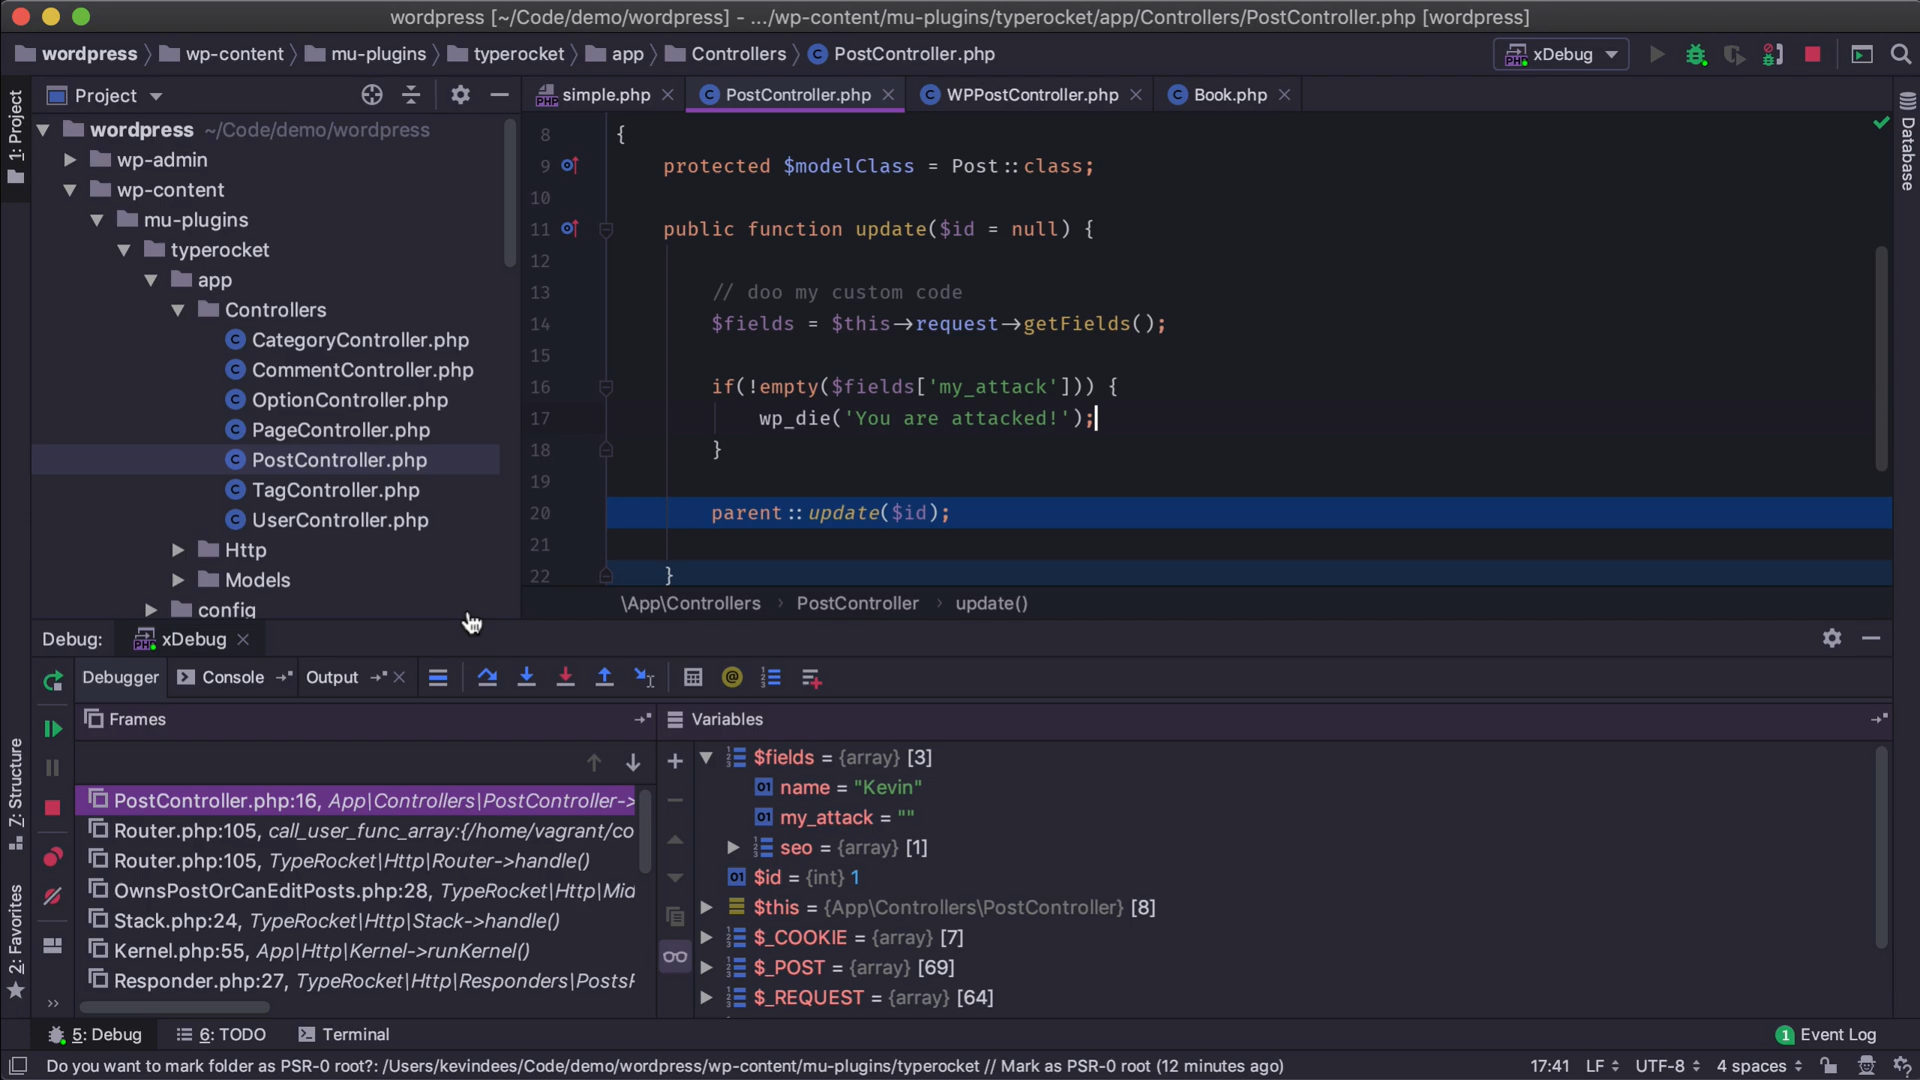 wordpress [~/Code/demo/wordpress] - .../wp-content/mu-plugins/typerocket/app/Controllers/PostController.php [wordpress]
wordpress wp-content mu-plugins typerocket app Controllers PostController.php xDebug
1: Project
Project
simple.php PostController.php WPPostController.php Book.php
Database
wordpress ~/Code/demo/wordpress
wp-admin
wp-content
mu-plugins
typerocket
app
Controllers
CategoryController.php
CommentController.php
OptionController.php
PageController.php
PostController.php
TagController.php
UserController.php
Http
Models
config
8 {
9 protected $modelClass = Post::class;
10
11 public function update($id = null) {
12
13 // doo my custom code
14 $fields = $this->request->getFields();
15
16 if(!empty($fields['my_attack'])) {
17 wp_die('You are attacked!');
18 }
19
20 parent::update($id);
21
22 }
\App\Controllers › PostController › update()
Debug: xDebug
Debugger Console Output
Frames
PostController.php:16, App\Controllers\PostController->
Router.php:105, call_user_func_array:{/home/vagrant/co
Router.php:105, TypeRocket\Http\Router->handle()
OwnsPostOrCanEditPosts.php:28, TypeRocket\Http\Mid
Stack.php:24, TypeRocket\Http\Stack->handle()
Kernel.php:55, App\Http\Kernel->runKernel()
Responder.php:27, TypeRocket\Http\Responders\Posts
Variables
$fields = {array} [3]
name = "Kevin"
my_attack = ""
seo = {array} [1]
$id = {int} 1
$this = {App\Controllers\PostController} [8]
$_COOKIE = {array} [7]
$_POST = {array} [69]
$_REQUEST = {array} [64]
Z: Structure
2: Favorites
5: Debug 6: TODO Terminal 1 Event Log
Do you want to mark folder as PSR-0 root?: /Users/kevindees/Code/demo/wordpress/wp-content/mu-plugins/typerocket // Mark as PSR-0 root (12 minutes ago) 17:41 LF UTF-8 4 spaces